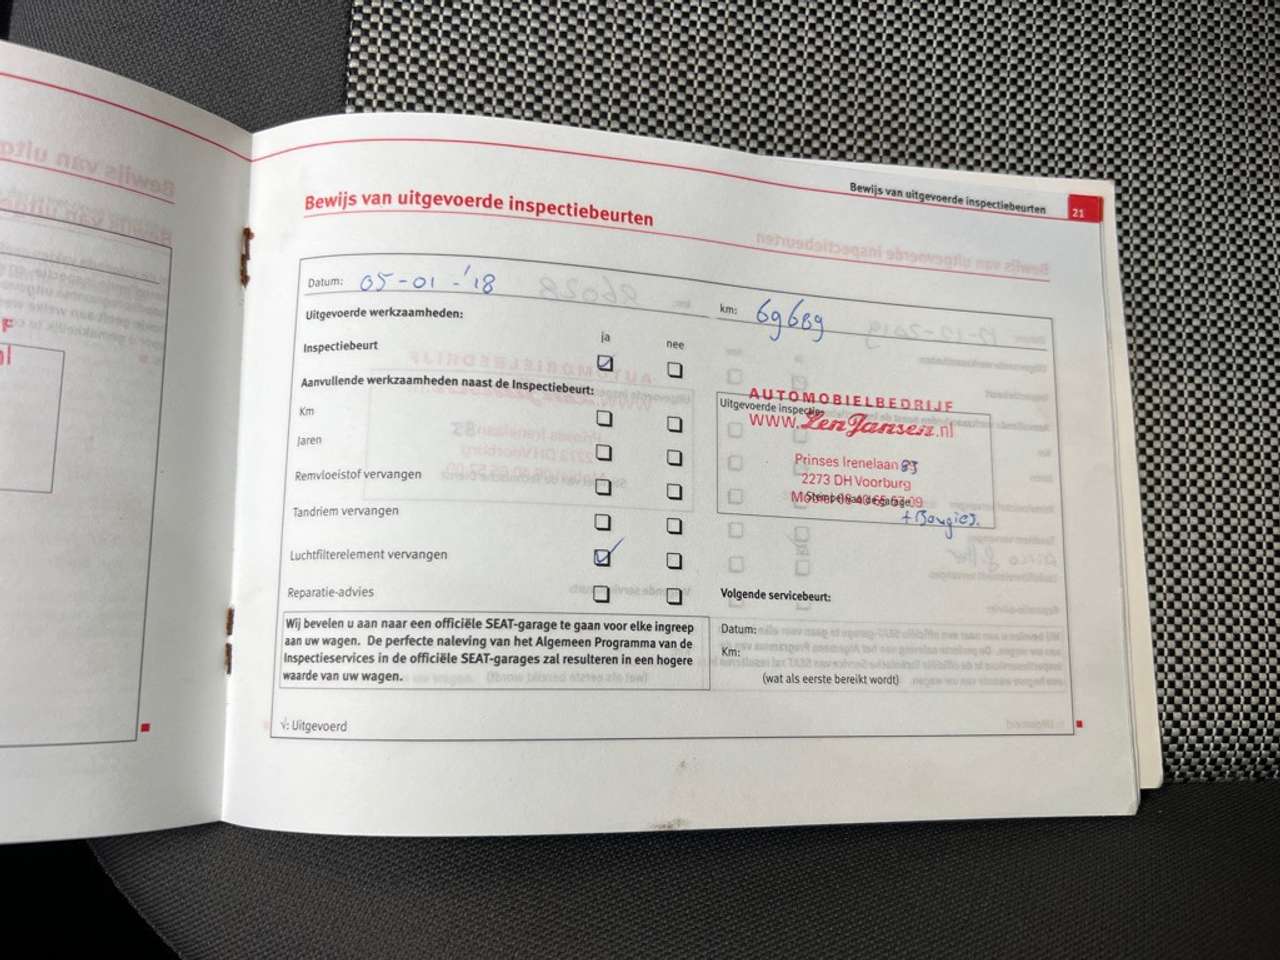 Bewijs van uitgevoerde inspectiebeurten
21
Bewijs van uitgevoerde inspectiebeurten
Datum: 05-01-'18
km: 69689
Uitgevoerde werkzaamheden:
ja nee
Inspectiebeurt
Aanvullende werkzaamheden naast de Inspectiebeurt:
Km
Jaren
Remvloeistof vervangen
Tandriem vervangen
Luchtfilterelement vervangen
Reparatie-advies
Uitgevoerde inspectie
AUTOMOBIELBEDRIJF
WWW.LenJansen.nl
Prinses Irenelaan 83
2273 DH Voorburg
+ Bougies.
Volgende servicebeurt:
Datum:
Km:
(wat als eerste bereikt wordt)
Wij bevelen u aan naar een officiële SEAT-garage te gaan voor elke ingreep
aan uw wagen. De perfecte naleving van het Algemeen Programma van de
Inspectieservices in de officiële SEAT-garages zal resulteren in een hogere
waarde van uw wagen.
√: Uitgevoerd